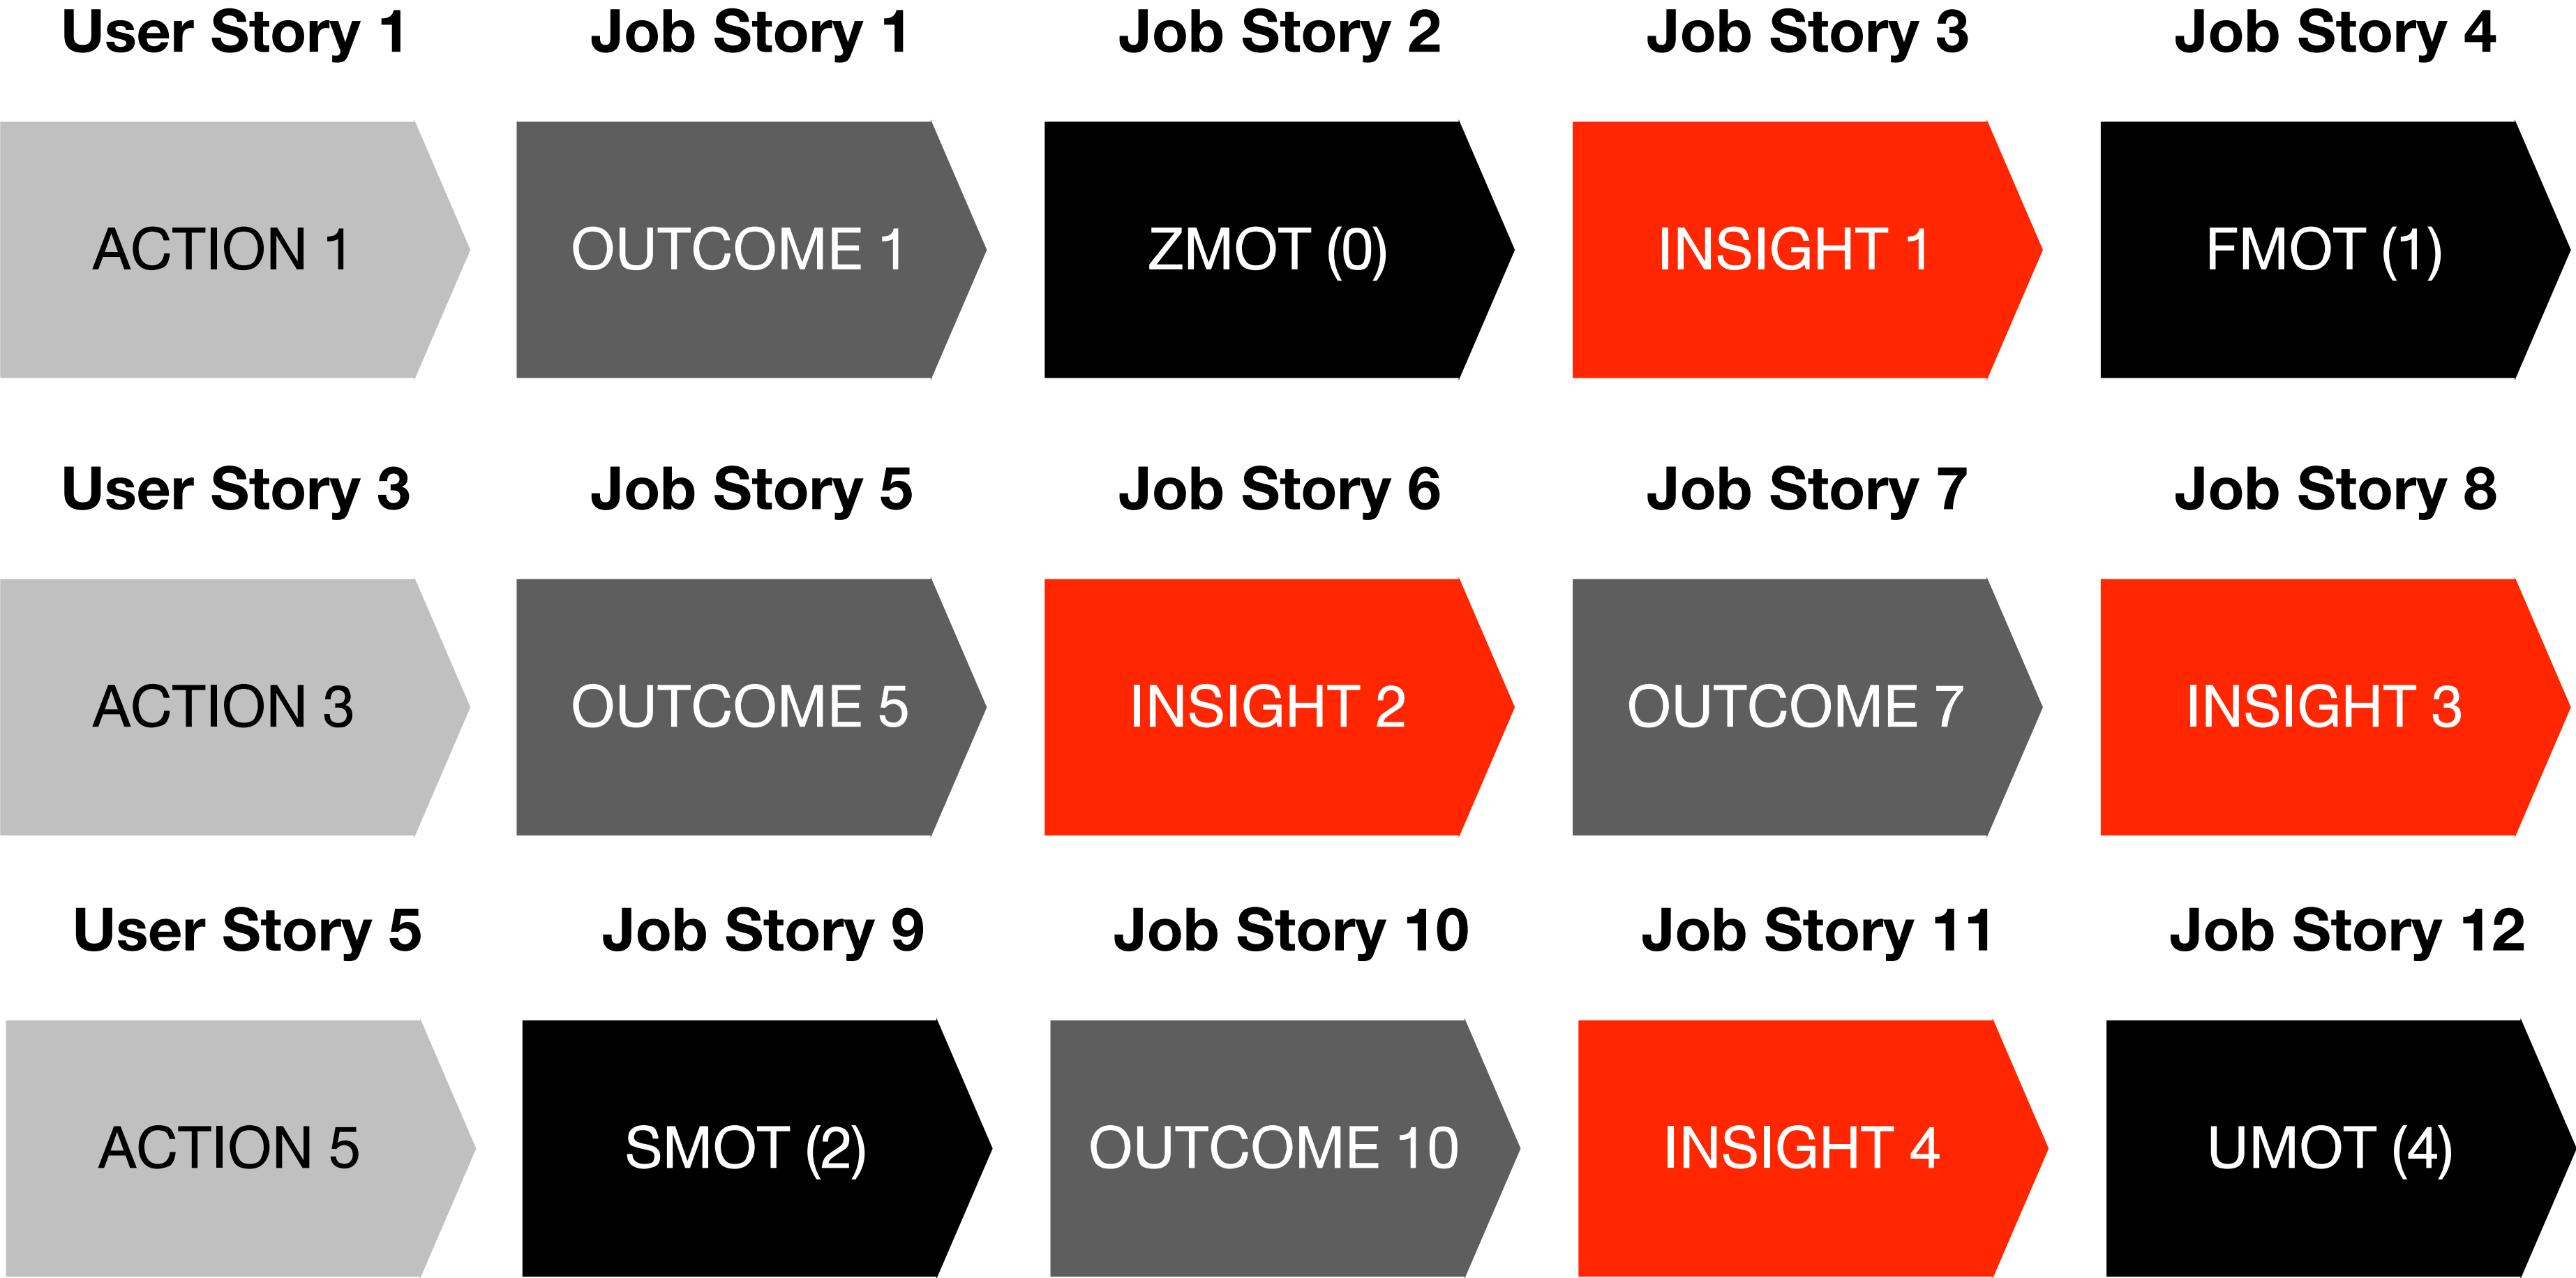 User Story 1 Job Story 1 Job Story 2 Job Story 3 Job Story 4
ACTION 1 OUTCOME 1 ZMOT (0) INSIGHT 1 FMOT (1)
User Story 3 Job Story 5 Job Story 6 Job Story 7 Job Story 8
ACTION 3 OUTCOME 5 INSIGHT 2 OUTCOME 7 INSIGHT 3
User Story 5 Job Story 9 Job Story 10 Job Story 11 Job Story 12
ACTION 5 SMOT (2) OUTCOME 10 INSIGHT 4 UMOT (4)